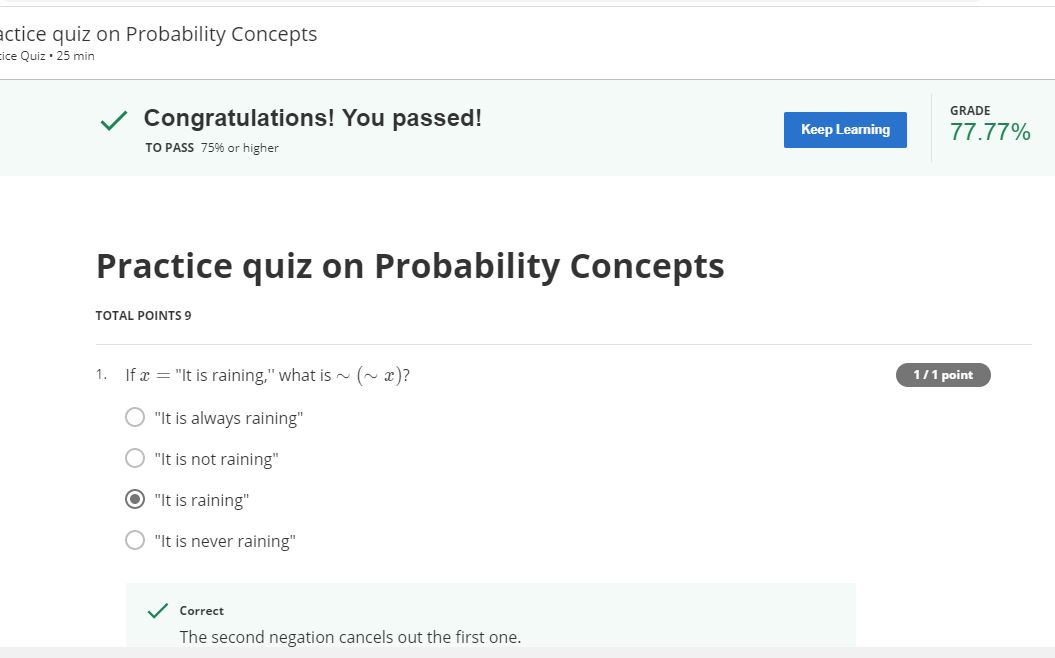 actice quiz on Probability Concepts
ice Quiz • 25 min
Congratulations! You passed!
TO PASS 75% or higher
Keep Learning
GRADE
77.77%
Practice quiz on Probability Concepts
TOTAL POINTS 9
1. If x = "It is raining,'' what is ∼ (∼ x)?
1 / 1 point
"It is always raining"
"It is not raining"
"It is raining"
"It is never raining"
Correct
The second negation cancels out the first one.